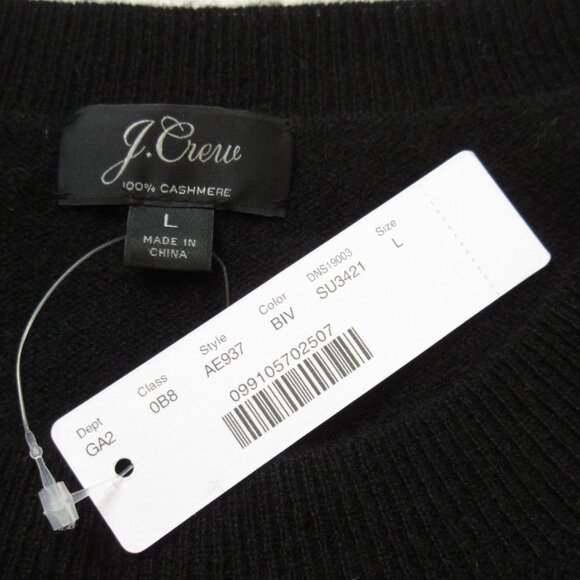 J.Crew
100% CASHMERE
L
MADE IN
CHINA
Dept Class Style Color DNS19003 Size
GA2 0B8 AE937 BIV SU3421 L
099105702507